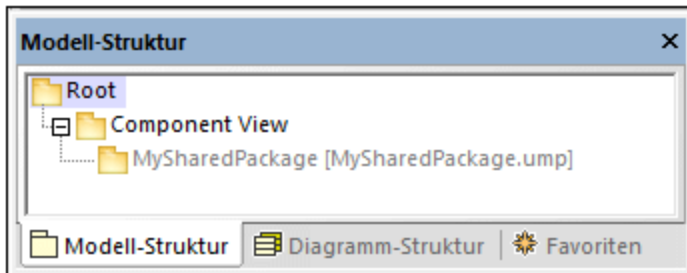 Modell-Struktur
Root
Component View
MySharedPackage [MySharedPackage.ump]
Modell-Struktur Diagramm-Struktur Favoriten